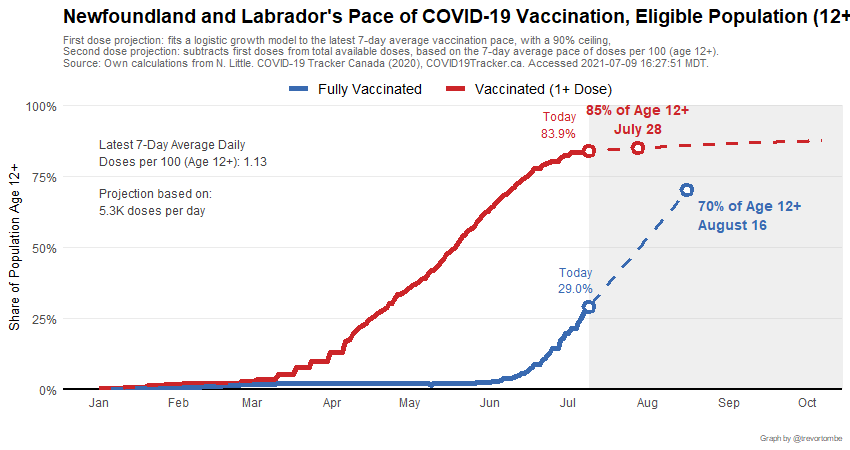 Newfoundland and Labrador's Pace of COVID-19 Vaccination, Eligible Population (12+
First dose projection: fits a logistic growth model to the latest 7-day average vaccination pace, with a 90% ceiling,
Second dose projection: subtracts first doses from total available doses, based on the 7-day average pace of doses per 100 (age 12+).
Source: Own calculations from N. Little. COVID-19 Tracker Canada (2020), COVID19Tracker.ca. Accessed 2021-07-09 16:27:51 MDT.
Fully Vaccinated
Vaccinated (1+ Dose)
Share of Population Age 12+
100%
75%
50%
25%
0%
Latest 7-Day Average Daily
Doses per 100 (Age 12+): 1.13
Projection based on:
5.3K doses per day
Today
83.9%
85% of Age 12+
July 28
70% of Age 12+
August 16
Today
29.0%
Jan
Feb
Mar
Apr
May
Jun
Jul
Aug
Sep
Oct
Graph by @trevortombe